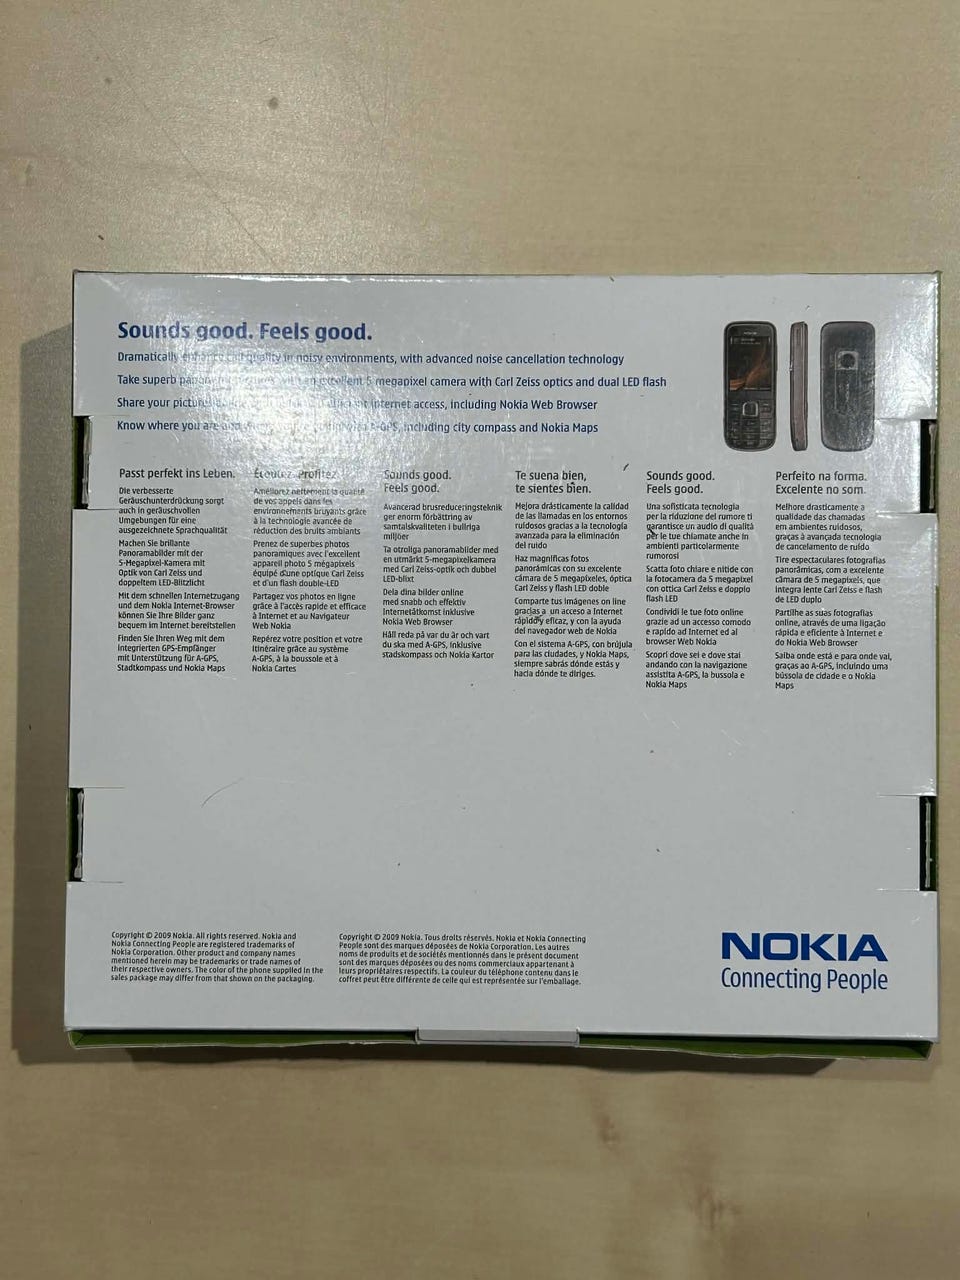 Sounds good. Feels good.
Dramatically in noisy environments, with advanced noise cancellation technology
Take superb excellent 5 megapixel camera with Carl Zeiss optics and dual LED flash
Share your internet access, including Nokia Web Browser
Know where you are A-GPS, including city compass and Nokia Maps
Passt perfekt ins Leben.
Die verbesserte
Geräuschunterdrückung sorgt
auch in geräuschvollen
Umgebungen für eine
ausgezeichnete Sprachqualität
Machen Sie brillante
Panoramabilder mit der
5-Megapixel-Kamera mit
Optik von Carl Zeiss und
doppeltem LED-Blitzlicht
Mit dem schnellen Internetzugang
und dem Nokia Internet-Browser
können Sie Ihre Bilder ganz
bequem im Internet bereitstellen
Finden Sie Ihren Weg mit dem
integrierten GPS-Empfänger
mit Unterstützung für A-GPS,
Stadtkompass und Nokia Maps
Écoutez. Profitez.
Améliorez nettement la qualité
de vos appels dans les
environnements bruyants grâce
à la technologie avancée de
réduction des bruits ambiants
Prenez de superbes photos
panoramiques avec l'excellent
appareil photo 5 mégapixels
équipé d'une optique Carl Zeiss
et d'un flash double-LED
Partagez vos photos en ligne
grâce à l'accès rapide et efficace
à Internet et au Navigateur
Web Nokia
Repérez votre position et votre
itinéraire grâce au système
A-GPS, à la boussole et à
Nokia Cartes
Sounds good.
Feels good.
Avancerad brusreduceringsteknik
ger enorm förbättring av
samtalskvaliteten i bullriga
miljöer
Ta otroliga panoramabilder med
en utmärkt 5-megapixelkamera
med Carl Zeiss-optik och dubbel
LED-blixt
Dela dina bilder online
med snabb och effektiv
Internetåtkomst inklusive
Nokia Web Browser
Håll reda på var du är och vart
du ska med A-GPS, inklusive
stadskompass och Nokia Kartor
Te suena bien,
te sientes bien.
Mejora drásticamente la calidad
de las llamadas en los entornos
ruidosos gracias a la tecnología
avanzada para la eliminación
del ruido
Haz magníficas fotos
panorámicas con su excelente
cámara de 5 megapíxeles, óptica
Carl Zeiss y flash LED doble
Comparte tus imágenes on line
gracias a un acceso a Internet
rápido y eficaz, y con la ayuda
del navegador web de Nokia
Con el sistema A-GPS, con brújula
para las ciudades, y Nokia Maps,
siempre sabrás dónde estás y
hacia dónde te diriges.
Sounds good.
Feels good.
Una sofisticata tecnologia
per la riduzione del rumore ti
garantisce un audio di qualità
per le tue chiamate anche in
ambienti particolarmente
rumorosi
Scatta foto chiare e nitide con
la fotocamera da 5 megapixel
con ottica Carl Zeiss e doppio
flash LED
Condividi le tue foto online
grazie ad un accesso comodo
e rapido ad Internet ed al
browser Web Nokia
Scopri dove sei e dove stai
andando con la navigazione
assistita A-GPS, la bussola e
Nokia Maps
Perfeito na forma.
Excelente no som.
Melhore drasticamente a
qualidade das chamadas
em ambientes ruidosos,
graças à avançada tecnologia
de cancelamento de ruído
Tire espectaculares fotografias
panorâmicas, com a excelente
câmara de 5 megapixels, que
integra lente Carl Zeiss e flash
de LED duplo
Partilhe as suas fotografias
online, através de uma ligação
rápida e eficiente à Internet e
do Nokia Web Browser
Saiba onde está e para onde vai,
graças ao A-GPS, incluindo uma
bússola de cidade e o Nokia
Maps
Copyright © 2009 Nokia. All rights reserved. Nokia and
Nokia Connecting People are registered trademarks of
Nokia Corporation. Other product and company names
mentioned herein may be trademarks or trade names of
their respective owners. The color of the phone supplied in the
sales package may differ from that shown on the packaging.
Copyright © 2009 Nokia. Tous droits réservés. Nokia et Nokia Connecting
People sont des marques déposées de Nokia Corporation. Les autres
noms de produits et de sociétés mentionnés dans le présent document
sont des marques déposées ou des noms commerciaux appartenant à
leurs propriétaires respectifs. La couleur du téléphone contenu dans le
coffret peut être différente de celle qui est représentée sur l'emballage.
NOKIA
Connecting People